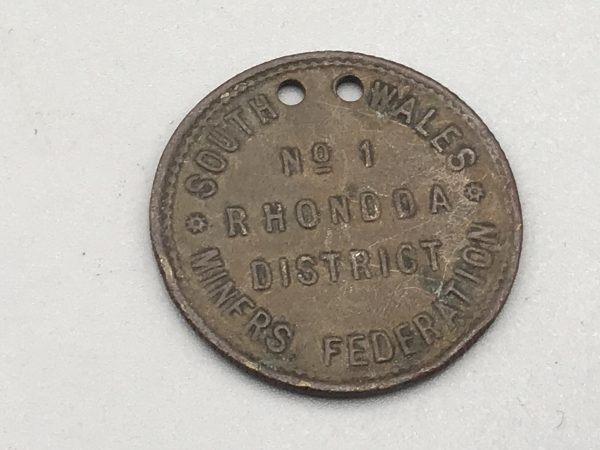 SOUTH WALES
No 1
RHONDDA
DISTRICT
MINERS FEDERATION